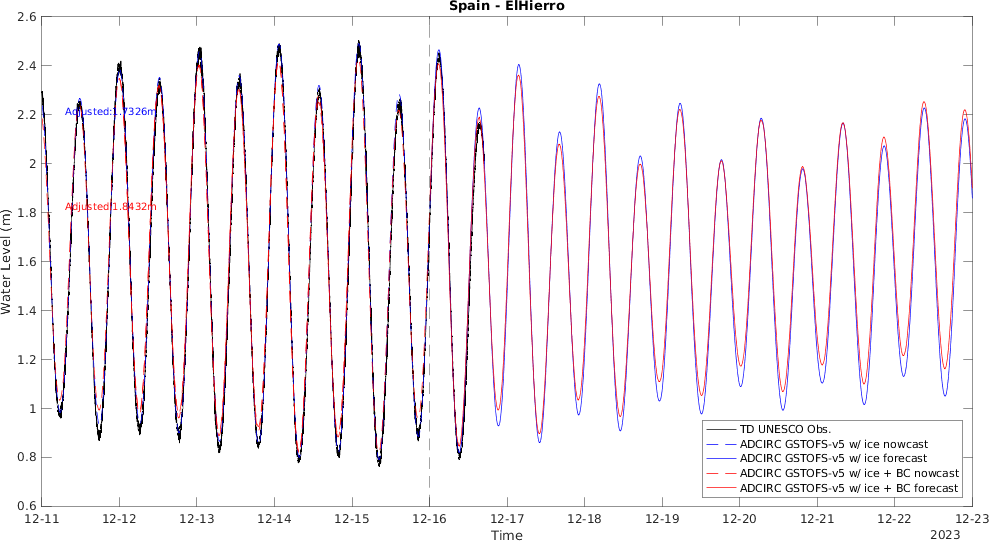 Spain - ElHierro
2.6
2.4
2.2
2
1.8
1.6
1.4
1.2
1
0.8
0.6
Water Level (m)
Adjusted:1.7326m
Adjusted:1.8432m
TD UNESCO Obs.
ADCIRC GSTOFS-v5 w/ ice nowcast
ADCIRC GSTOFS-v5 w/ ice forecast
ADCIRC GSTOFS-v5 w/ ice + BC nowcast
ADCIRC GSTOFS-v5 w/ ice + BC forecast
12-11 12-12 12-13 12-14 12-15 12-16 12-17 12-18 12-19 12-20 12-21 12-22 12-23
Time
2023